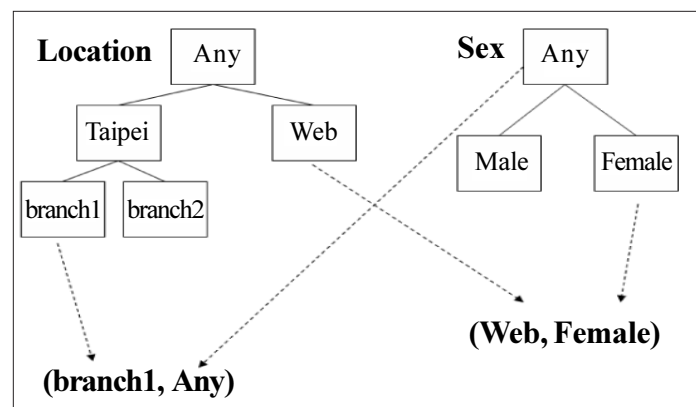 Location
Any
Sex
Any
Taipei
Web
Male
Female
branch1
branch2
(Web, Female)
(branch1, Any)